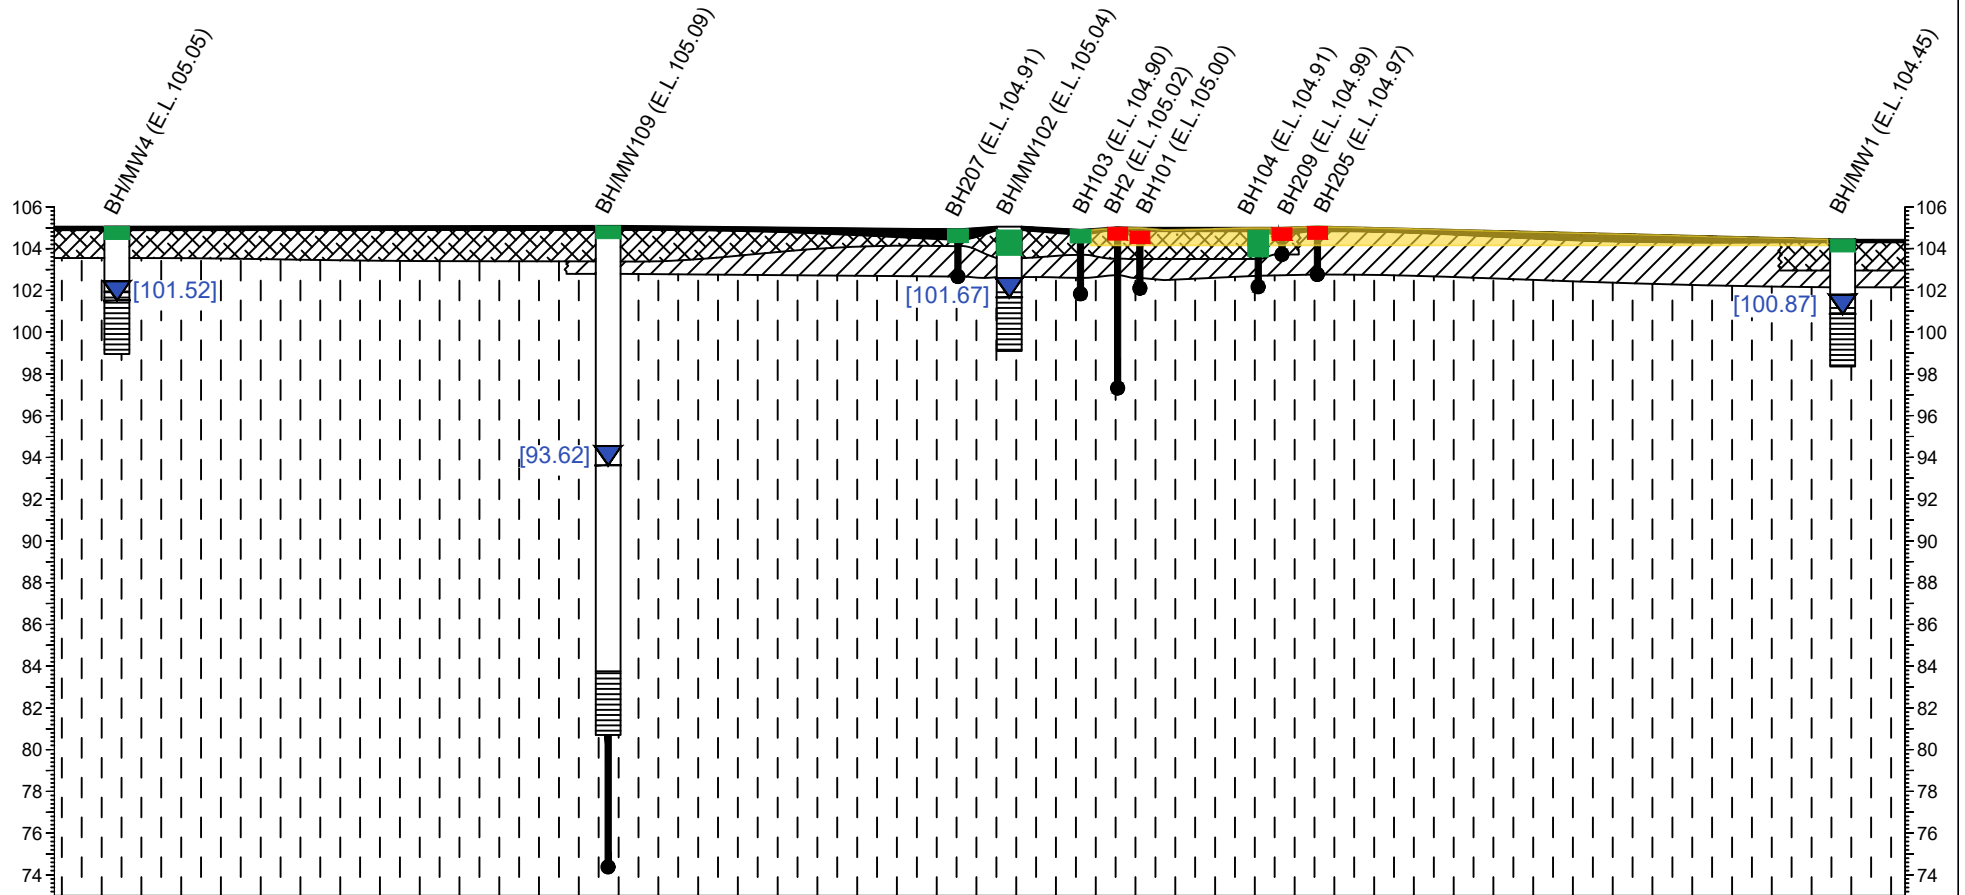 BH/MW4 (E.L. 105.05)
BH/MW109 (E.L. 105.09)
BH207 (E.L. 104.91)
BH/MW102 (E.L. 105.04)
BH103 (E.L. 104.90)
BH2 (E.L. 105.02)
BH101 (E.L. 105.00)
BH104 (E.L. 104.91)
BH209 (E.L. 104.99)
BH205 (E.L. 104.97)
BH/MW1 (E.L. 104.45)
106 106
104 104
102 [101.52] [101.67] [100.87] 102
100 100
98 98
96 96
94 [93.62] 94
92 92
90 90
88 88
86 86
84 84
82 82
80 80
78 78
76 76
74 74